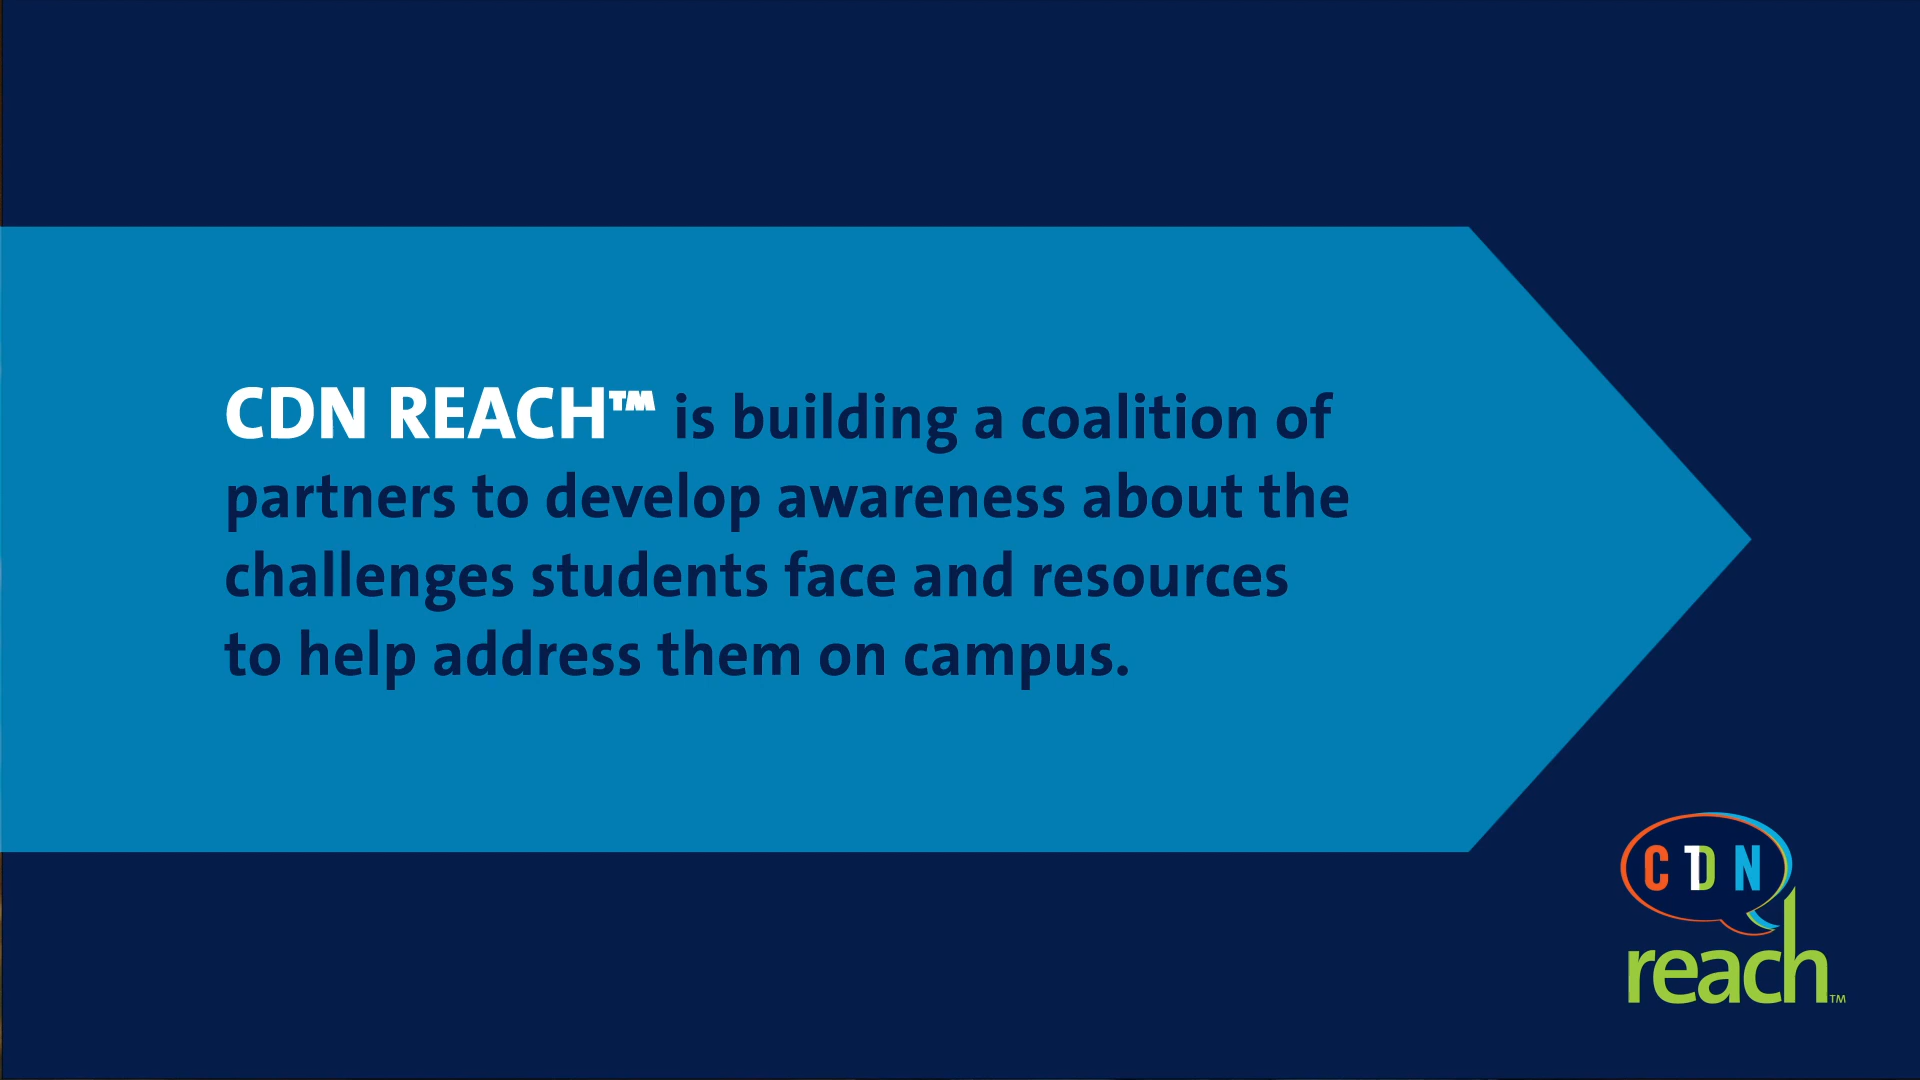 CDN REACH™ is building a coalition of
partners to develop awareness about the
challenges students face and resources
to help address them on campus.
CDN
reach™